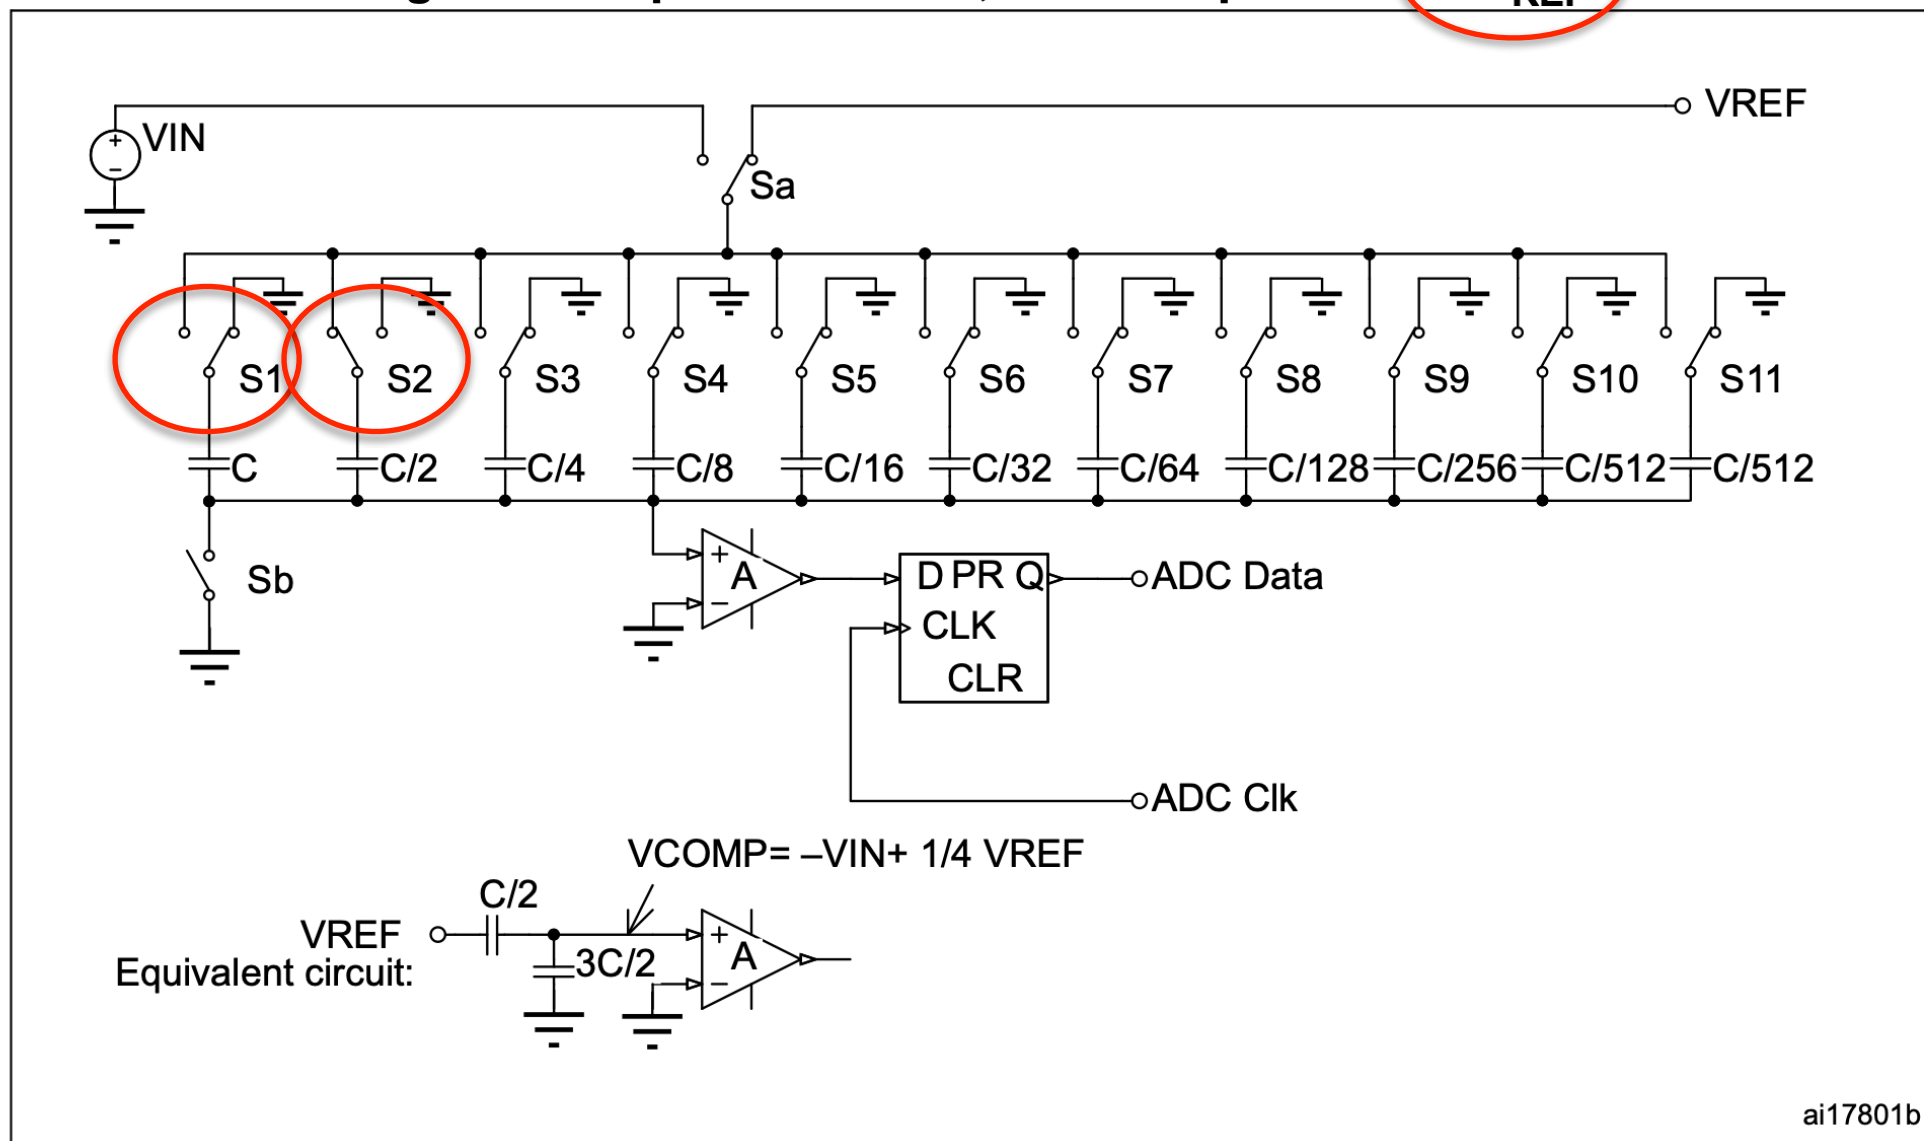 VIN
VREF
Sa
S1
S2
S3
S4
S5
S6
S7
S8
S9
S10
S11
C
C/2
C/4
C/8
C/16
C/32
C/64
C/128
C/256
C/512
C/512
Sb
+
A
−
D PR Q
CLK
CLR
ADC Data
ADC Clk
VCOMP= –VIN+ 1/4 VREF
C/2
VREF
3C/2
+
A
−
Equivalent circuit:
ai17801b